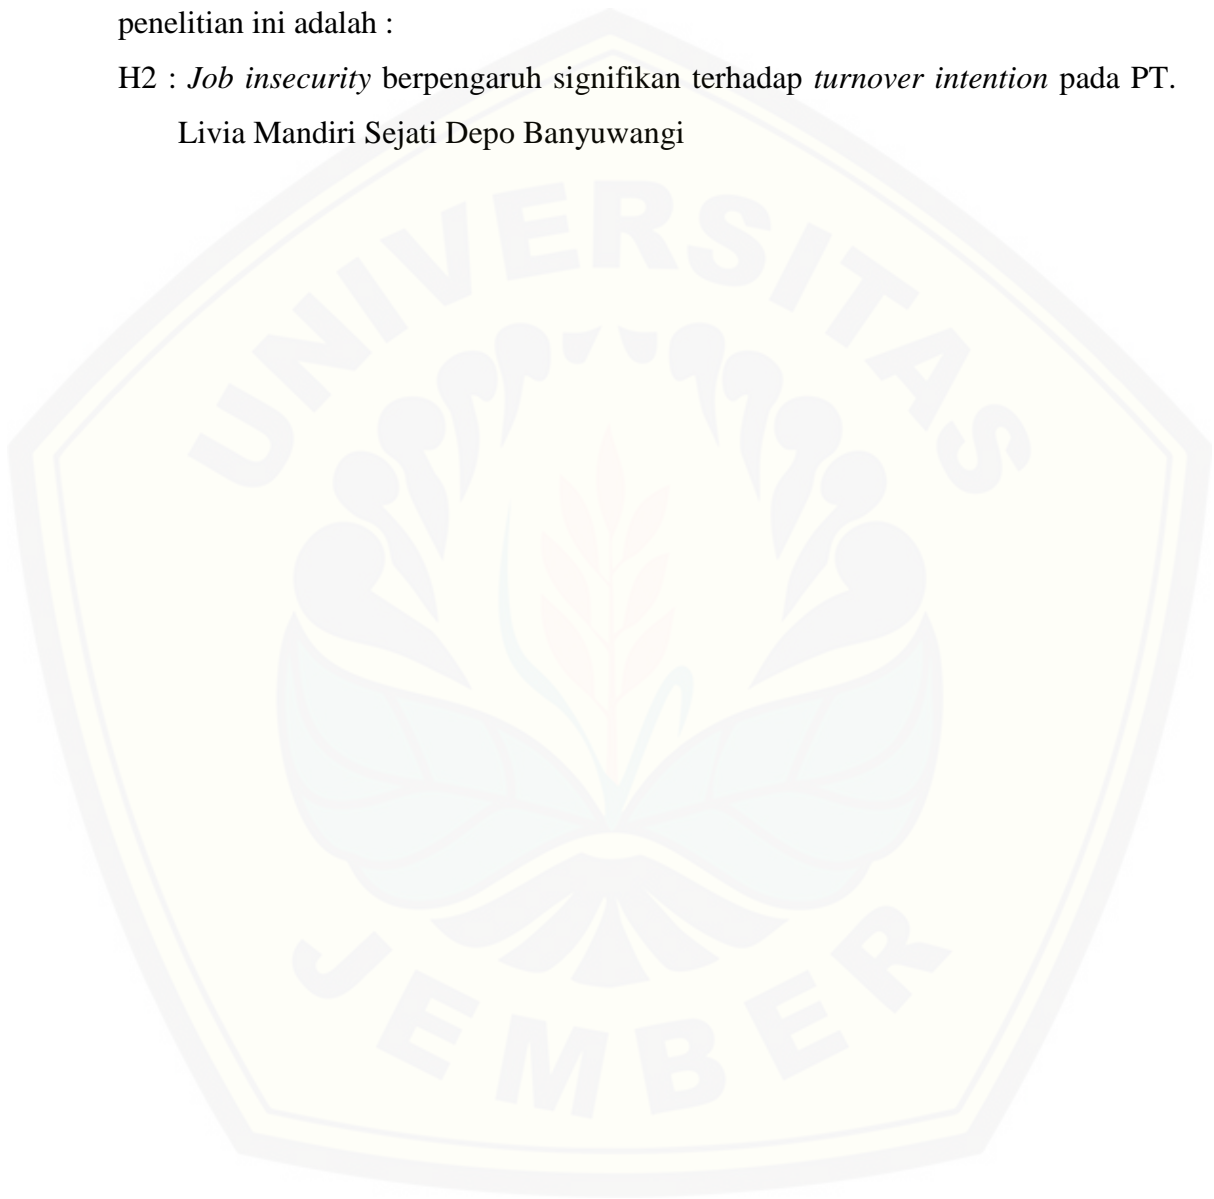 penelitian ini adalah :
H2 : Job insecurity berpengaruh signifikan terhadap turnover intention pada PT.
Livia Mandiri Sejati Depo Banyuwangi
UNIVERSITAS
JEMBER